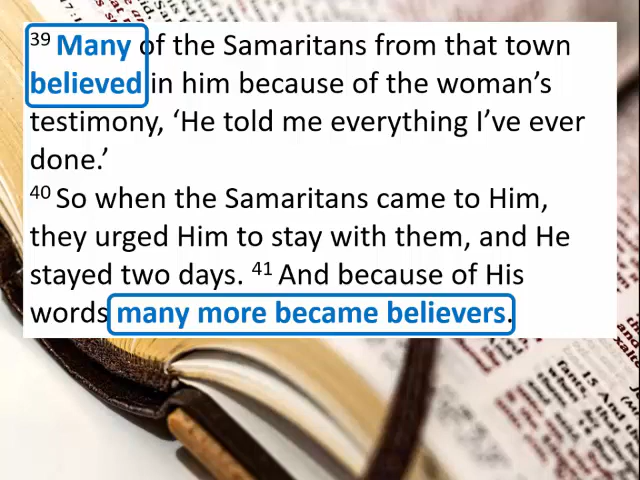 39 Many of the Samaritans from that town
believed in him because of the woman’s
testimony, ‘He told me everything I’ve ever
done.’
40 So when the Samaritans came to Him,
they urged Him to stay with them, and He
stayed two days. 41 And because of His
words many more became believers.
15 And